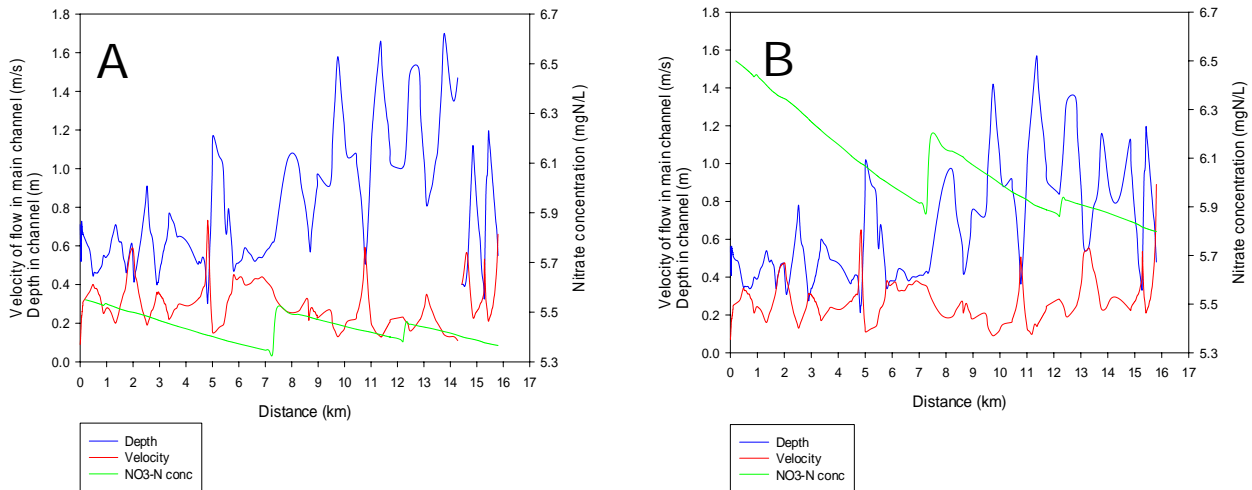 A
Velocity of flow in main channel (m/s)
Depth in channel (m)
1.8
1.6
1.4
1.2
1.0
0.8
0.6
0.4
0.2
0.0
6.7
6.5
6.3
6.1
5.9
5.7
5.5
5.3
Nitrate concentration (mgN/L)
0 1 2 3 4 5 6 7 8 9 10 11 12 13 14 15 16 17
Distance (km)
Depth
Velocity
NO3-N conc
B
Velocity of flow in main channel (m/s)
Depth in channel (m)
1.8
1.6
1.4
1.2
1.0
0.8
0.6
0.4
0.2
0.0
6.7
6.5
6.3
6.1
5.9
5.7
5.5
5.3
Nitrate concentration (mgN/L)
0 1 2 3 4 5 6 7 8 9 10 11 12 13 14 15 16 17
Distance (km)
Depth
Velocity
NO3-N conc